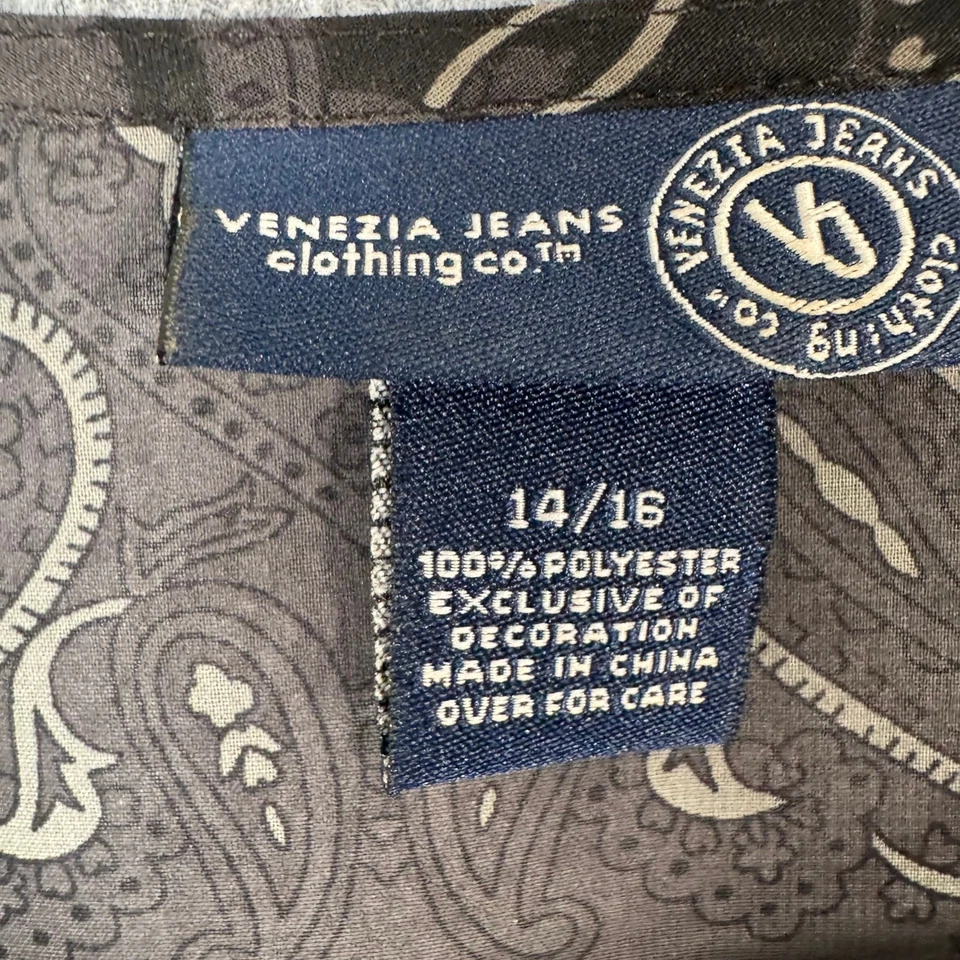 VENEZIA JEANS
clothing co.™
VENEZIA JEANS
clothing co.™
VJ
14/16
100% POLYESTER
EXCLUSIVE OF
DECORATION
MADE IN CHINA
OVER FOR CARE